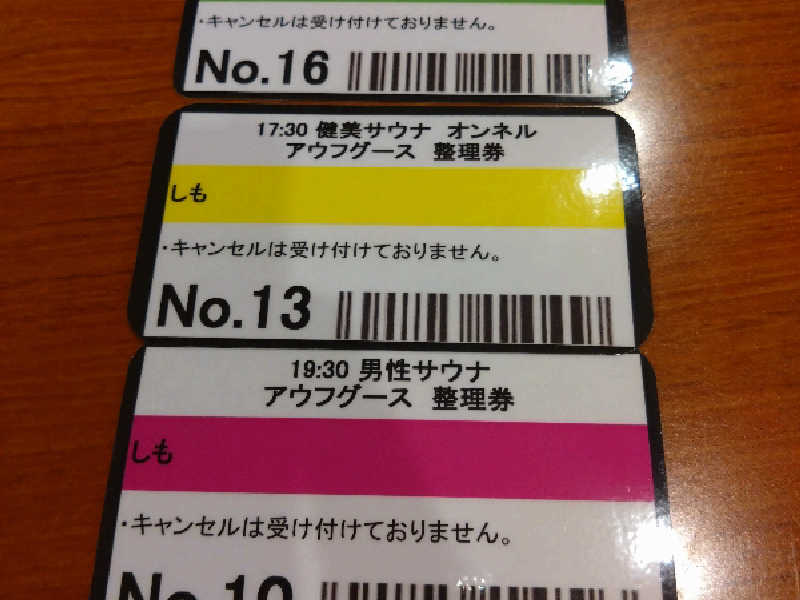 ・キャンセルは受け付けておりません。
No.16
17:30 健美サウナ オンネル
アウフグース 整理券
しも
・キャンセルは受け付けておりません。
No.13
19:30 男性サウナ
アウフグース 整理券
しも
・キャンセルは受け付けておりません。
No.10